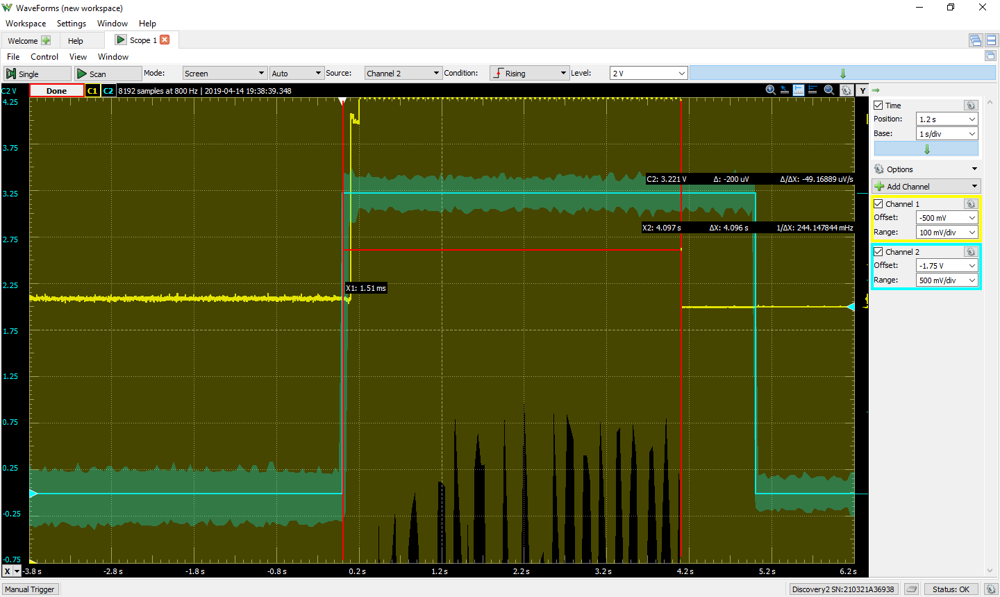 WaveForms (new workspace)
Workspace Settings Window Help
Welcome Help Scope 1
File Control View Window
Single Scan Mode: Screen Auto Source: Channel 2 Condition: Rising Level: 2 V
C2 V Done C1 C2 8192 samples at 800 Hz | 2019-04-14 19:38:39.348 Y
4.25
3.75
3.25
2.75
2.25
1.75
1.25
0.75
0.25
-0.25
-0.75
C2: 3.221 V Δ: -200 uV Δ/ΔX: -49.16889 uV/s
X2: 4.097 s ΔX: 4.096 s 1/ΔX: 244.147844 mHz
X1: 1.51 ms
X -3.8 s -2.8 s -1.8 s -0.8 s 0.2 s 1.2 s 2.2 s 3.2 s 4.2 s 5.2 s 6.2 s
Time
Position: 1.2 s
Base: 1 s/div
Options
Add Channel
Channel 1
Offset: -500 mV
Range: 100 mV/div
Channel 2
Offset: -1.75 V
Range: 500 mV/div
Manual Trigger Discovery2 SN:210321A36938 Status: OK